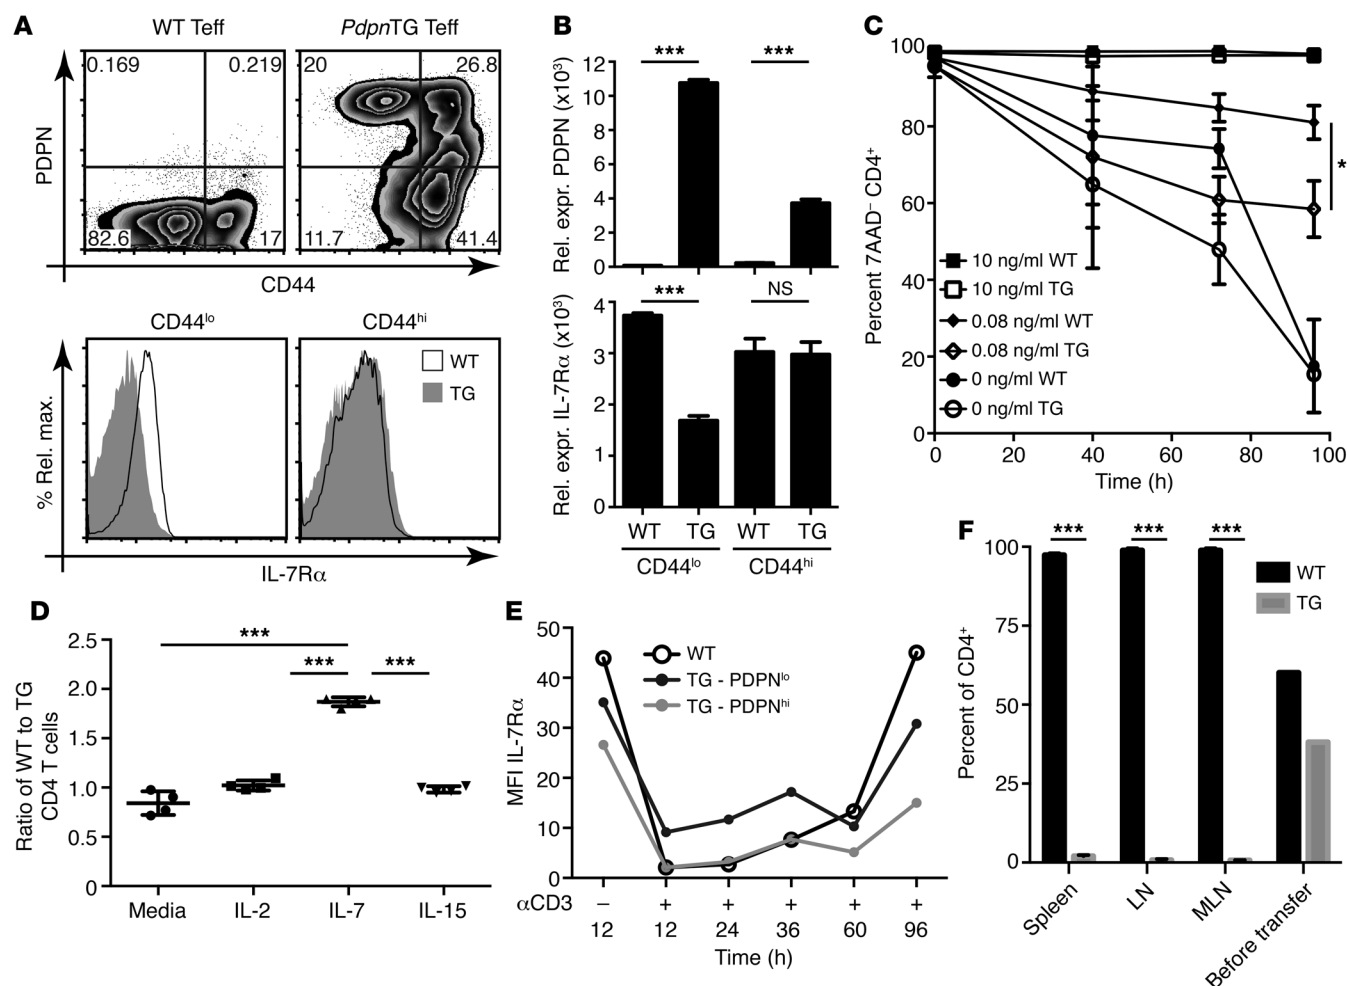 A
WT Teff
PdpnTG Teff
0.169
0.219
82.6
17
20
26.8
11.7
41.4
PDPN
CD44
CD44lo
CD44hi
WT
TG
% Rel. max.
IL-7Rα
B
***
***
Rel. expr. PDPN (x10³)
12
10
8
6
4
2
0
***
NS
Rel. expr. IL-7Rα (x10³)
4
3
2
1
0
WT
TG
WT
TG
CD44lo
CD44hi
C
Percent 7AAD⁻ CD4⁺
100
80
60
40
20
0
*
10 ng/ml WT
10 ng/ml TG
0.08 ng/ml WT
0.08 ng/ml TG
0 ng/ml WT
0 ng/ml TG
0
20
40
60
80
100
Time (h)
D
Ratio of WT to TG
CD4 T cells
2.5
2.0
1.5
1.0
0.5
0
***
***
***
Media
IL-2
IL-7
IL-15
E
MFI IL-7Rα
50
40
30
20
10
0
WT
TG - PDPNlo
TG - PDPNhi
αCD3 – + + + + +
12 12 24 36 60 96
Time (h)
F
***
***
***
Percent of CD4⁺
100
75
50
25
0
WT
TG
Spleen
LN
MLN
Before transfer